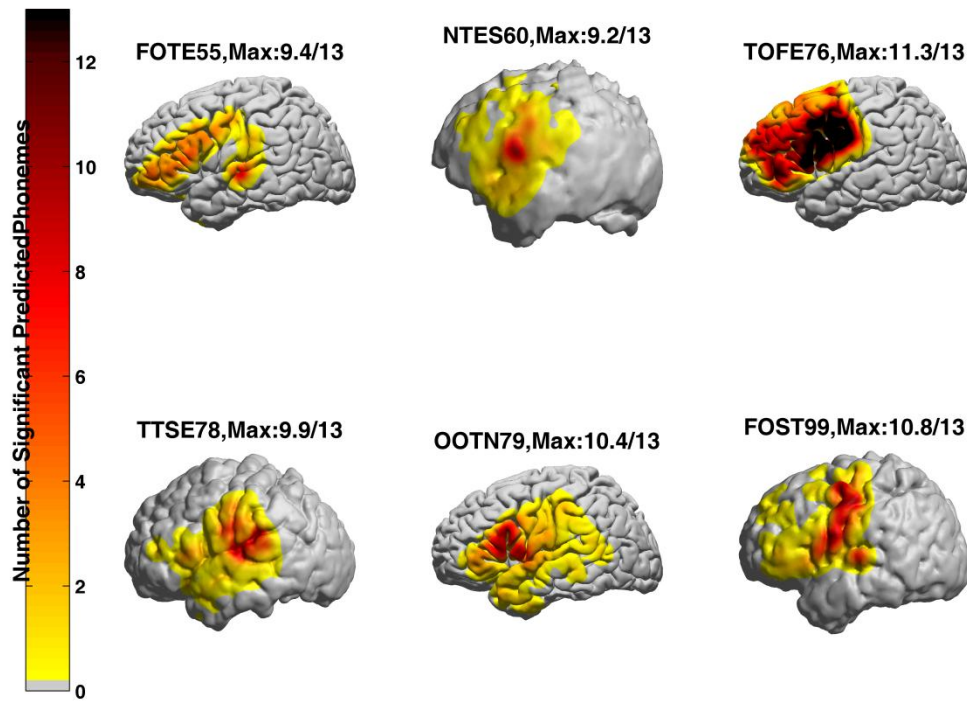 Number of Significant PredictedPhonemes
12
10
8
6
4
2
0
FOTE55,Max:9.4/13
NTES60,Max:9.2/13
TOFE76,Max:11.3/13
TTSE78,Max:9.9/13
OOTN79,Max:10.4/13
FOST99,Max:10.8/13